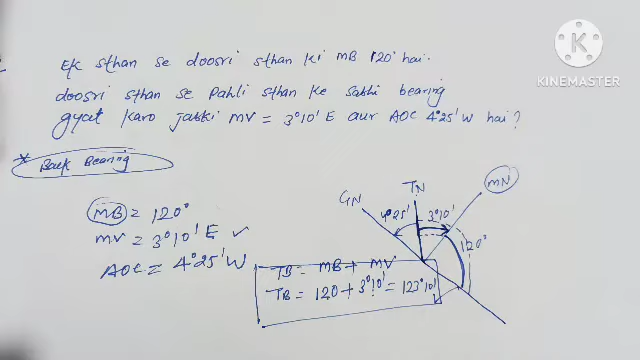 Ek sthan se doosri sthan ki MB 120° hai.
doosri sthan se Pahli sthan ke sabhi bearing
gyat karo jabki MV = 3°10' E aur AOC 4°25' W hai?
* Back Bearing
MB = 120°
MV = 3°10' E ✓
AOC = 4°25' W
TB = MB + MV
TB = 120 + 3°10' = 123°10'
GN
TN
MN
4°25'
3°10'
120°
K
KINEMASTER